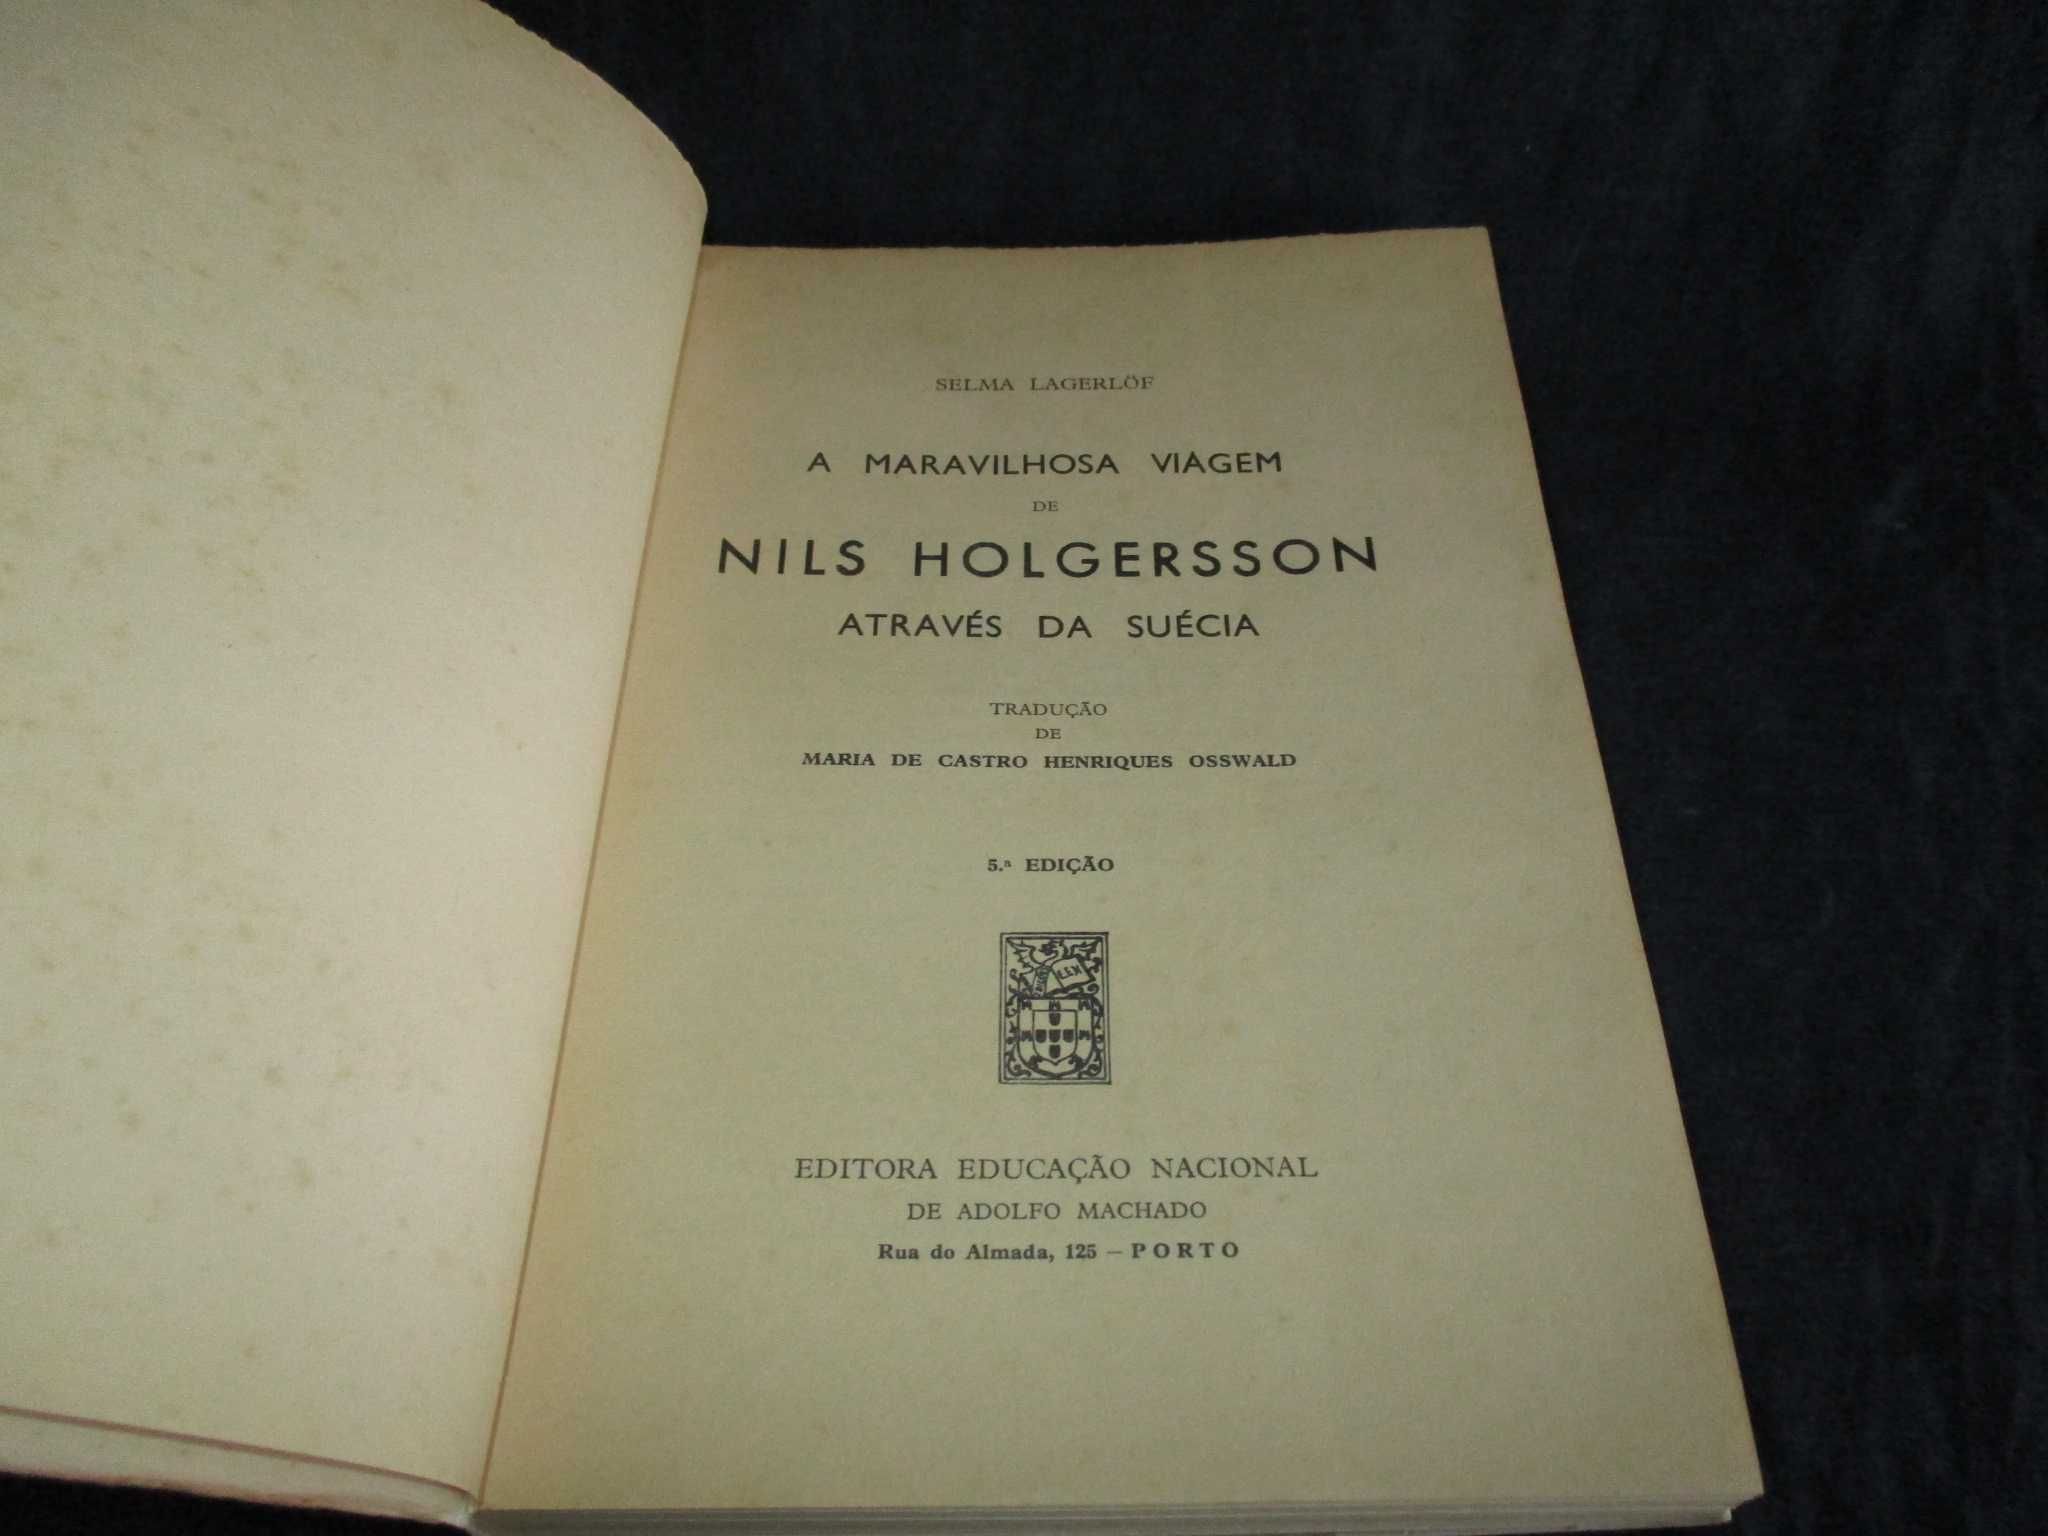 SELMA LAGERLÖF
A MARAVILHOSA VIAGEM
DE
NILS HOLGERSSON
ATRAVÉS DA SUÉCIA
TRADUÇÃO
DE
MARIA DE CASTRO HENRIQUES OSSWALD
5.ª EDIÇÃO
EDITORA EDUCAÇÃO NACIONAL
DE ADOLFO MACHADO
Rua do Almada, 125 — PORTO